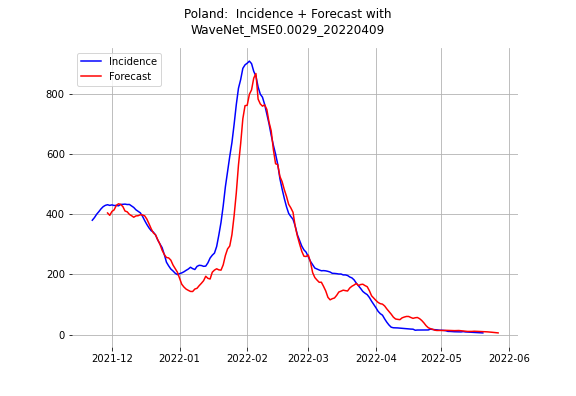 Poland:  Incidence + Forecast with
WaveNet_MSE0.0029_20220409
Incidence
Forecast
800
600
400
200
0
2021-12 2022-01 2022-02 2022-03 2022-04 2022-05 2022-06